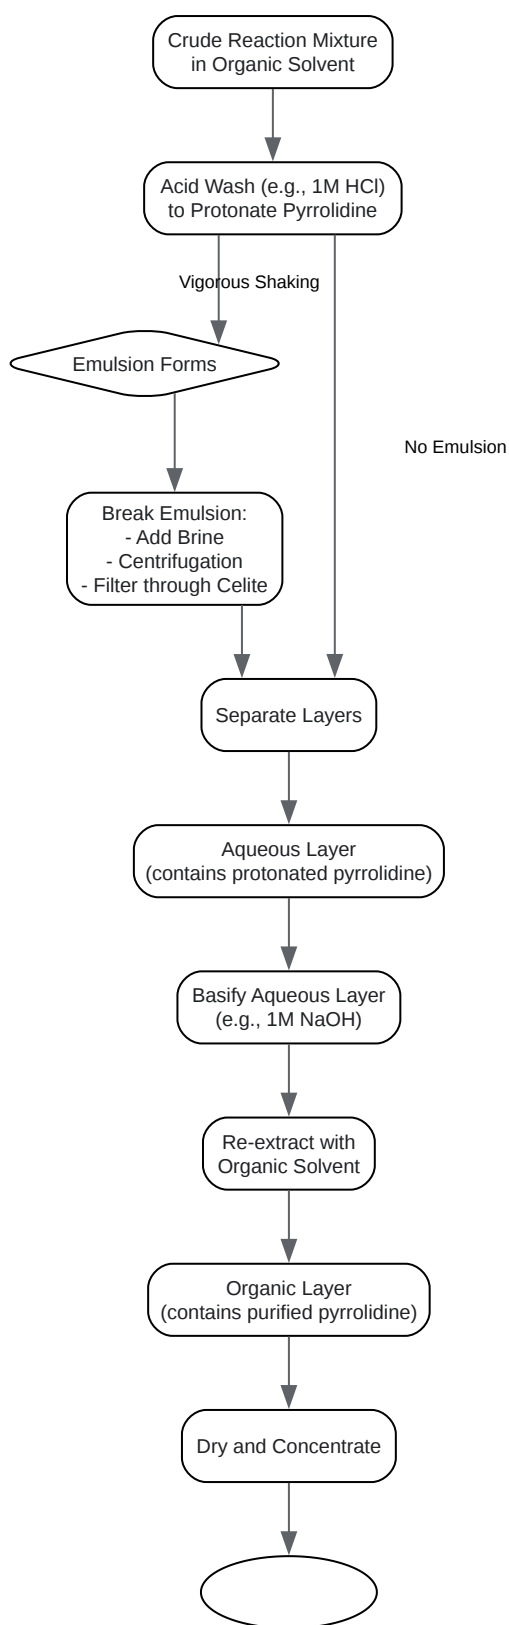 Crude Reaction Mixture
in Organic Solvent
Acid Wash (e.g., 1M HCl)
to Protonate Pyrrolidine
Vigorous Shaking
Emulsion Forms
No Emulsion
Break Emulsion:
- Add Brine
- Centrifugation
- Filter through Celite
Separate Layers
Aqueous Layer
(contains protonated pyrrolidine)
Basify Aqueous Layer
(e.g., 1M NaOH)
Re-extract with
Organic Solvent
Organic Layer
(contains purified pyrrolidine)
Dry and Concentrate